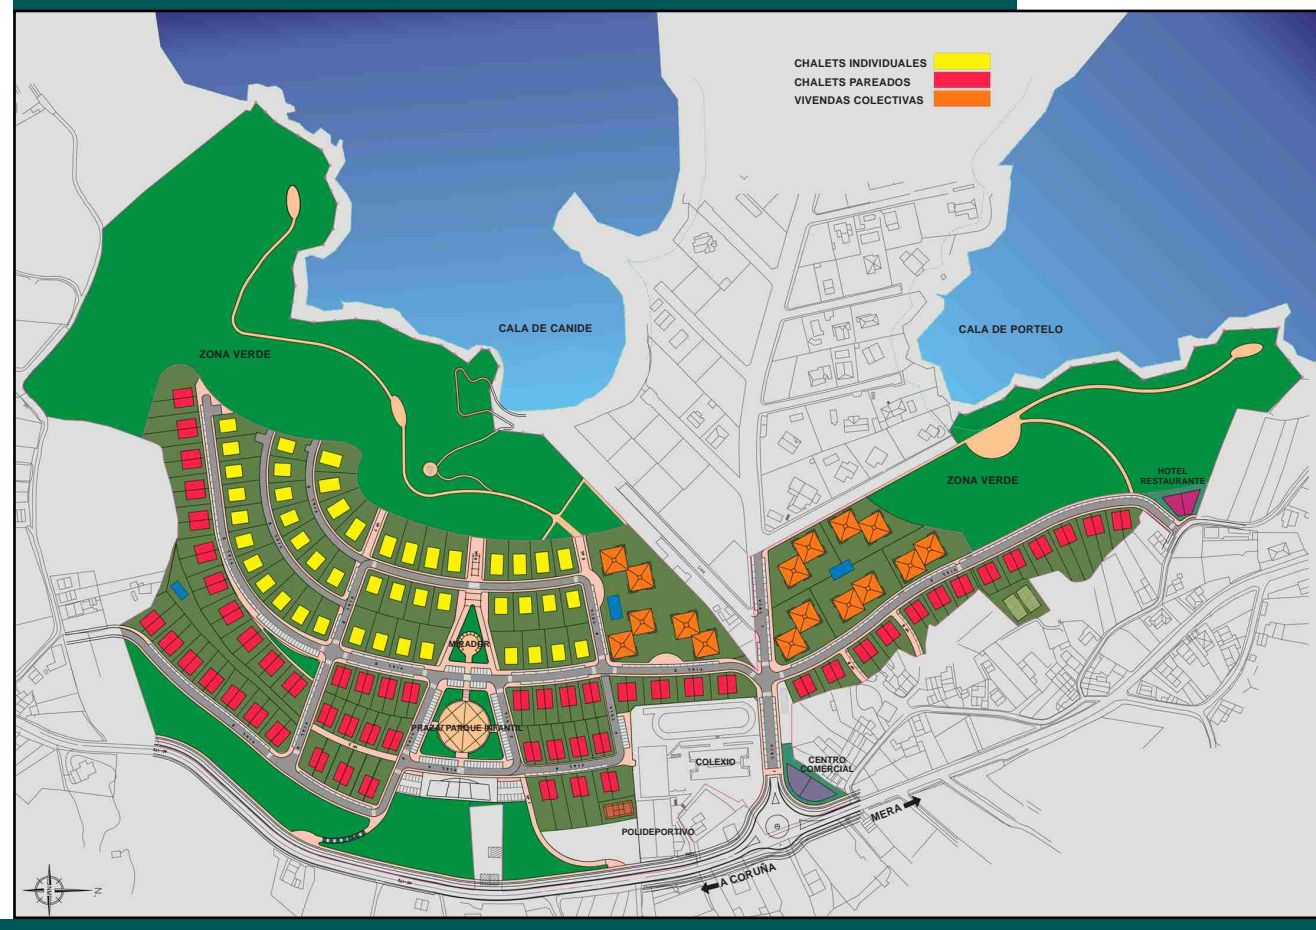 CHALETS INDIVIDUALES
CHALETS PAREADOS
VIVENDAS COLECTIVAS
CALA DE CANIDE
CALA DE PORTELO
ZONA VERDE
ZONA VERDE
HOTEL
RESTAURANTE
MIRADOR
PRAZA/ PARQUE INFANTIL
COLEXIO
CENTRO
COMERCIAL
POLIDEPORTIVO
MERA
A CORUÑA
N